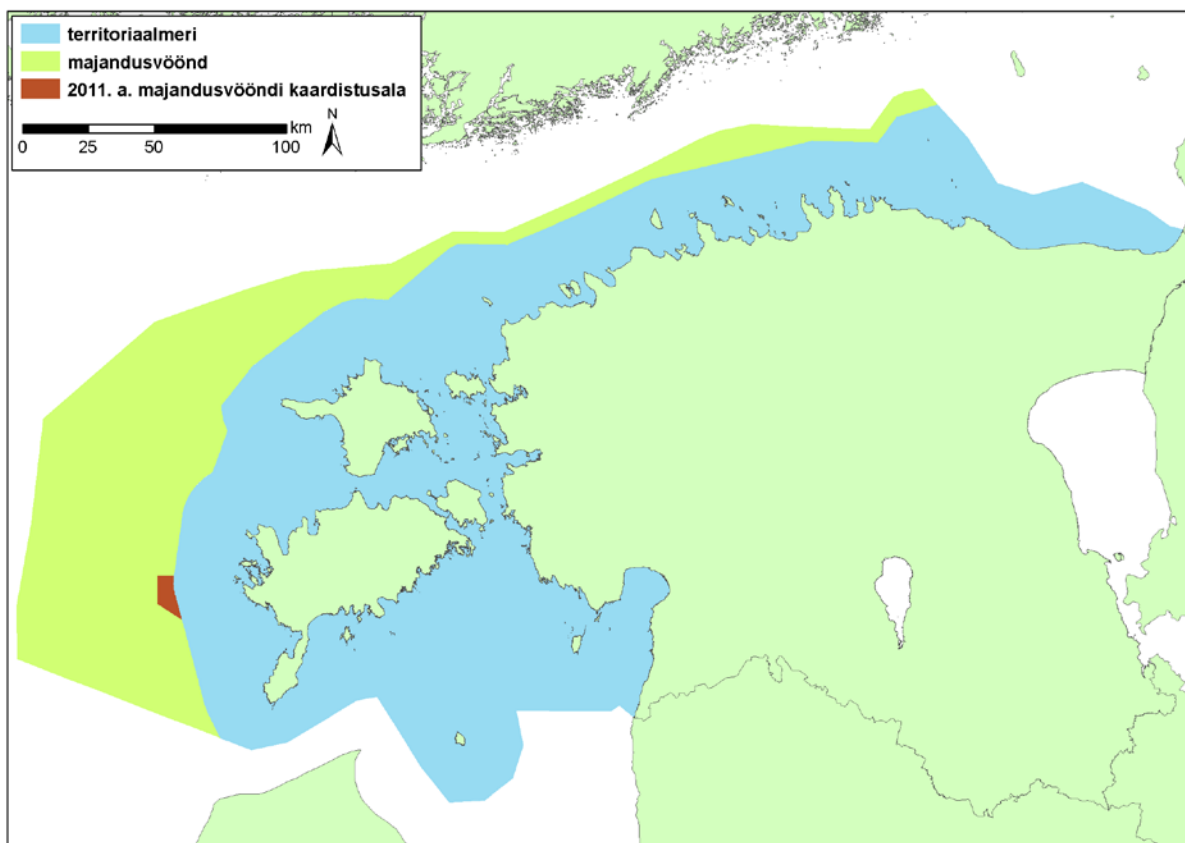 territoriaalmeri
majandusvöönd
2011. a. majandusvööndi kaardistusala
km
N
0 25 50 100